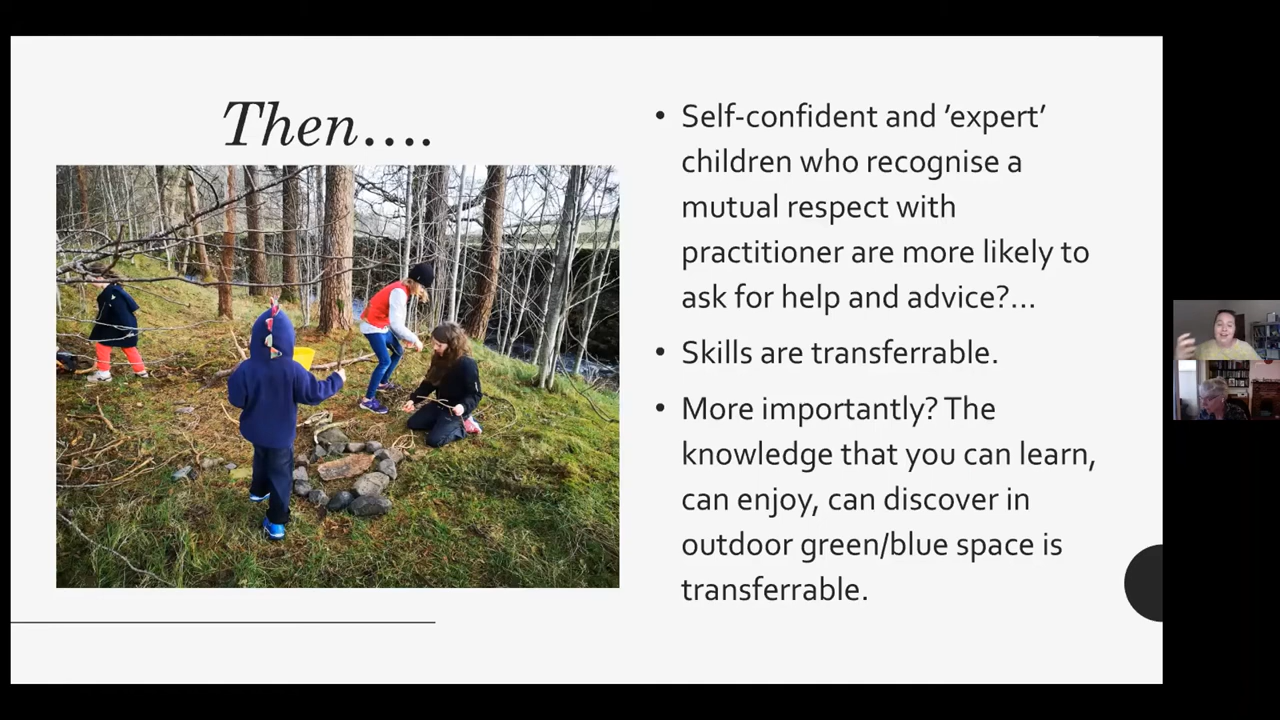 Then….
• Self-confident and ’expert’
children who recognise a
mutual respect with
practitioner are more likely to
ask for help and advice?...
• Skills are transferrable.
• More importantly? The
knowledge that you can learn,
can enjoy, can discover in
outdoor green/blue space is
transferrable.